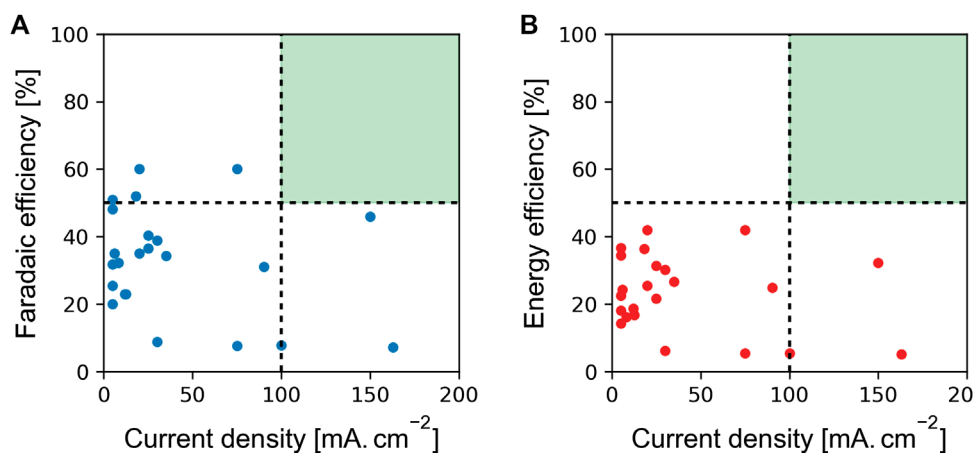 A
B
Faradaic efficiency [%]
100
80
60
40
20
0
0 50 100 150 200
Current density [mA. cm⁻²]
Energy efficiency [%]
100
80
60
40
20
0
0 50 100 150 20
Current density [mA. cm⁻²]